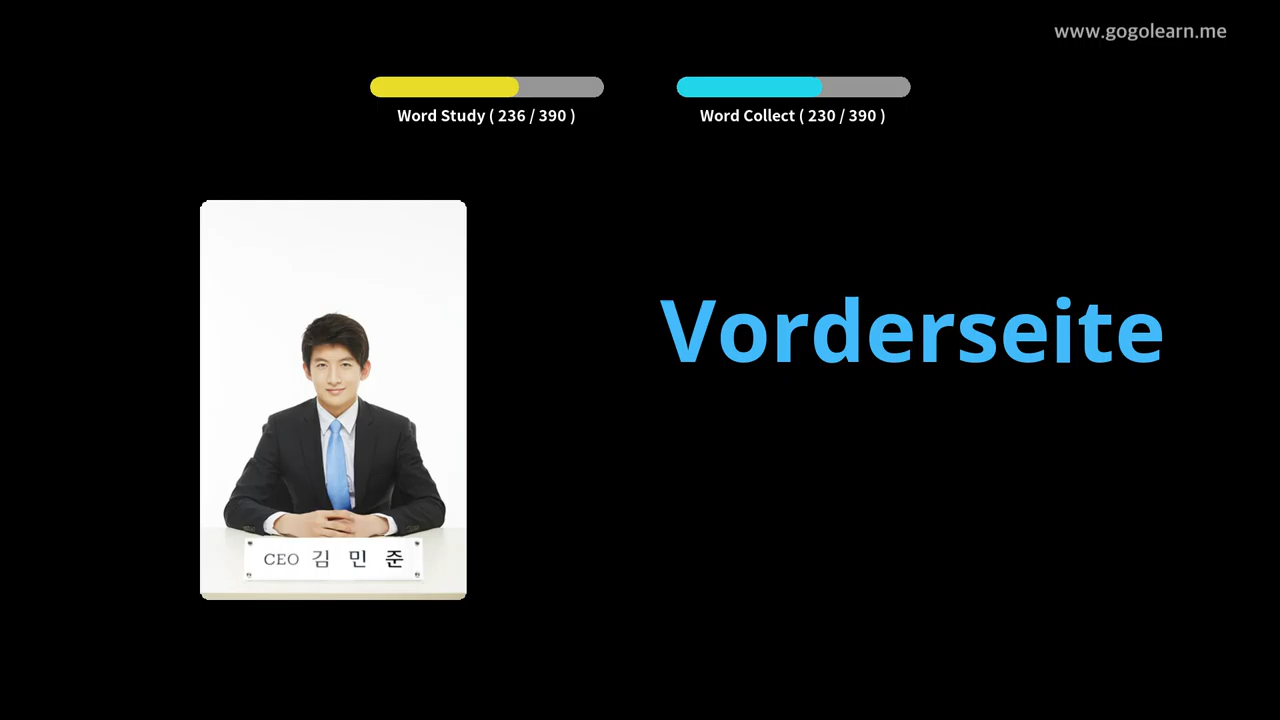 www.gogolearn.me
Word Study ( 236 / 390 )
Word Collect ( 230 / 390 )
Vorderseite
CEO 김 민 준